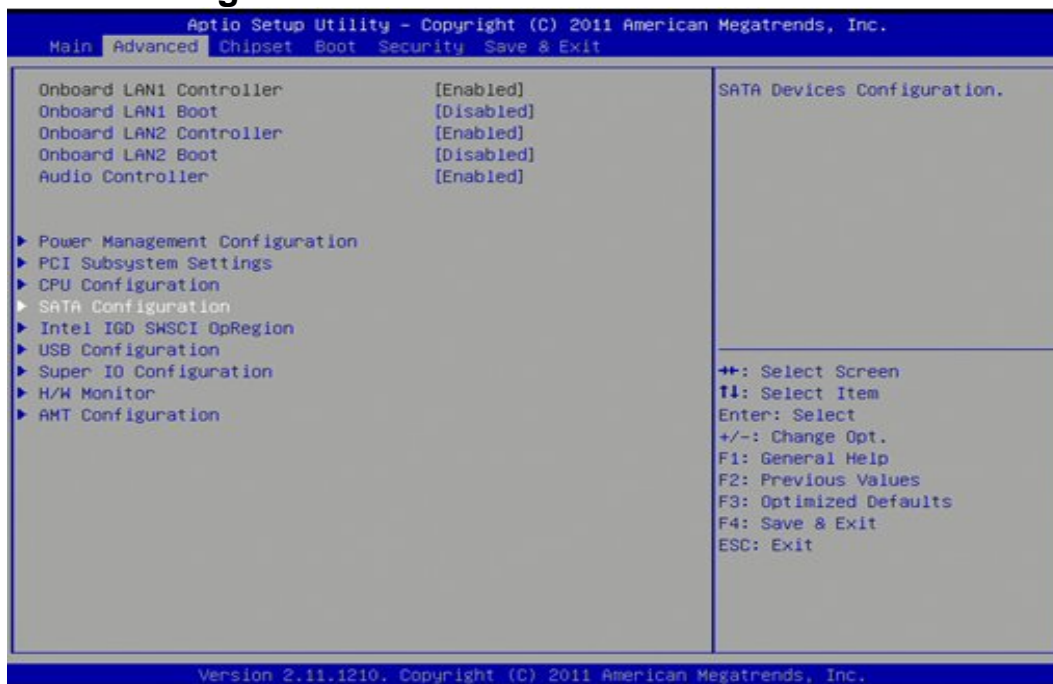 Aptio Setup Utility – Copyright (C) 2011 American Megatrends, Inc.
Main Advanced Chipset Boot Security Save & Exit
Onboard LAN1 Controller [Enabled]
Onboard LAN1 Boot [Disabled]
Onboard LAN2 Controller [Enabled]
Onboard LAN2 Boot [Disabled]
Audio Controller [Enabled]
► Power Management Configuration
► PCI Subsystem Settings
► CPU Configuration
► SATA Configuration
► Intel IGD SWSCI OpRegion
► USB Configuration
► Super IO Configuration
► H/W Monitor
► AMT Configuration
SATA Devices Configuration.
→←: Select Screen
↑↓: Select Item
Enter: Select
+/-: Change Opt.
F1: General Help
F2: Previous Values
F3: Optimized Defaults
F4: Save & Exit
ESC: Exit
Version 2.11.1210. Copyright (C) 2011 American Megatrends, Inc.